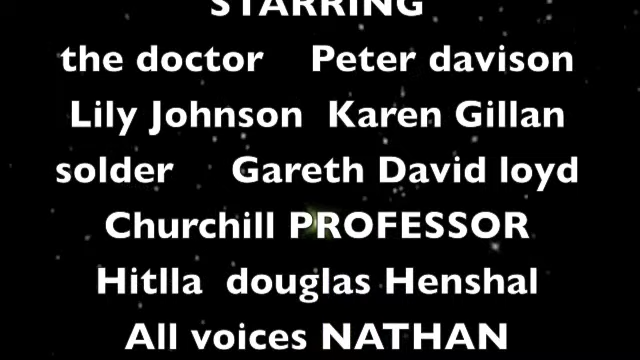 STARRING
the doctor Peter davison
Lily Johnson Karen Gillan
solder Gareth David loyd
Churchill PROFESSOR
Hitlla douglas Henshal
All voices NATHAN